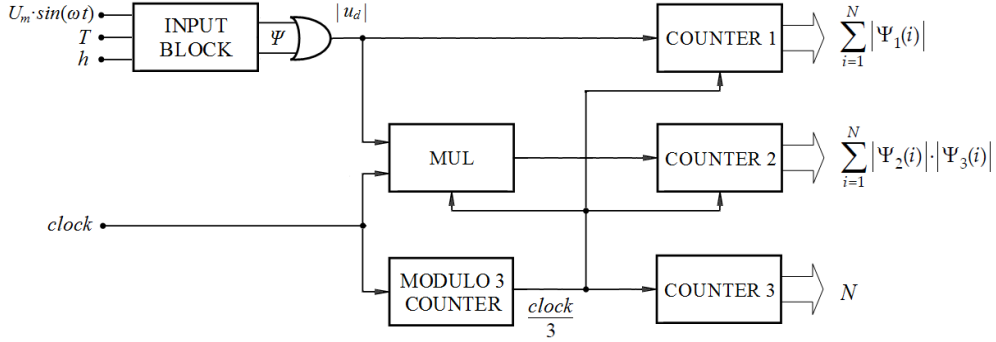 U_m·sin(ωt)
T
h
INPUT
BLOCK
Ψ
|u_d|
COUNTER 1
∑_{i=1}^{N} |Ψ_1(i)|
MUL
COUNTER 2
∑_{i=1}^{N} |Ψ_2(i)|·|Ψ_3(i)|
clock
MODULO 3
COUNTER
clock/3
COUNTER 3
N